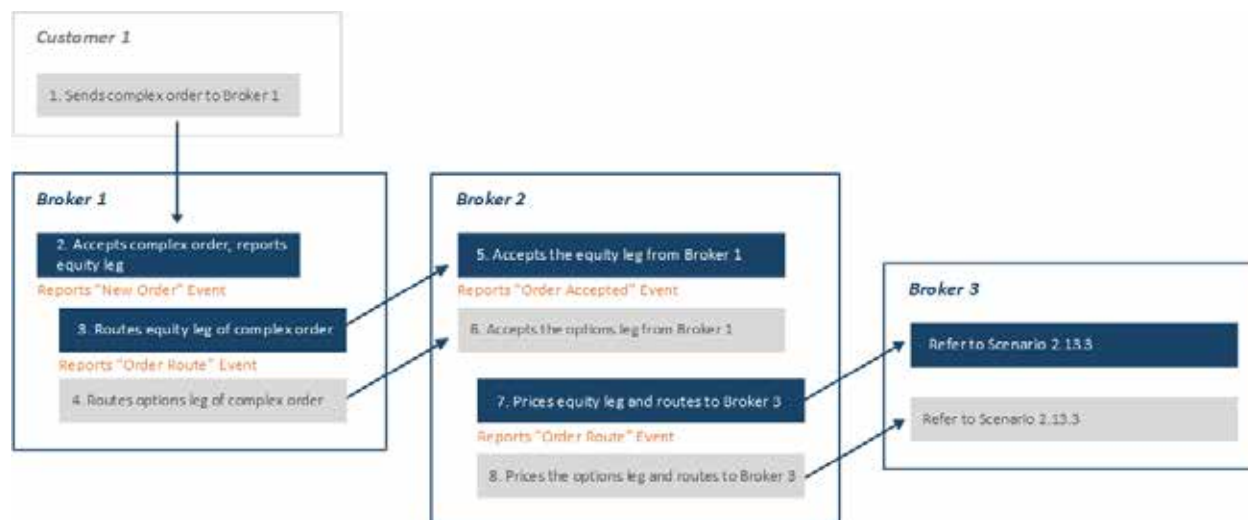 Customer 1
1. Sends complex order to Broker 1
Broker 1
2. Accepts complex order, reports
equity leg
Reports "New Order" Event
3. Routes equity leg of complex order
Reports "Order Route" Event
4. Routes options leg of complex order
Broker 2
5. Accepts the equity leg from Broker 1
Reports "Order Accepted" Event
6. Accepts the options leg from Broker 1
7. Prices equity leg and routes to Broker 3
Reports "Order Route" Event
8. Prices the options leg and routes to Broker 3
Broker 3
Refer to Scenario 2.13.3
Refer to Scenario 2.13.3